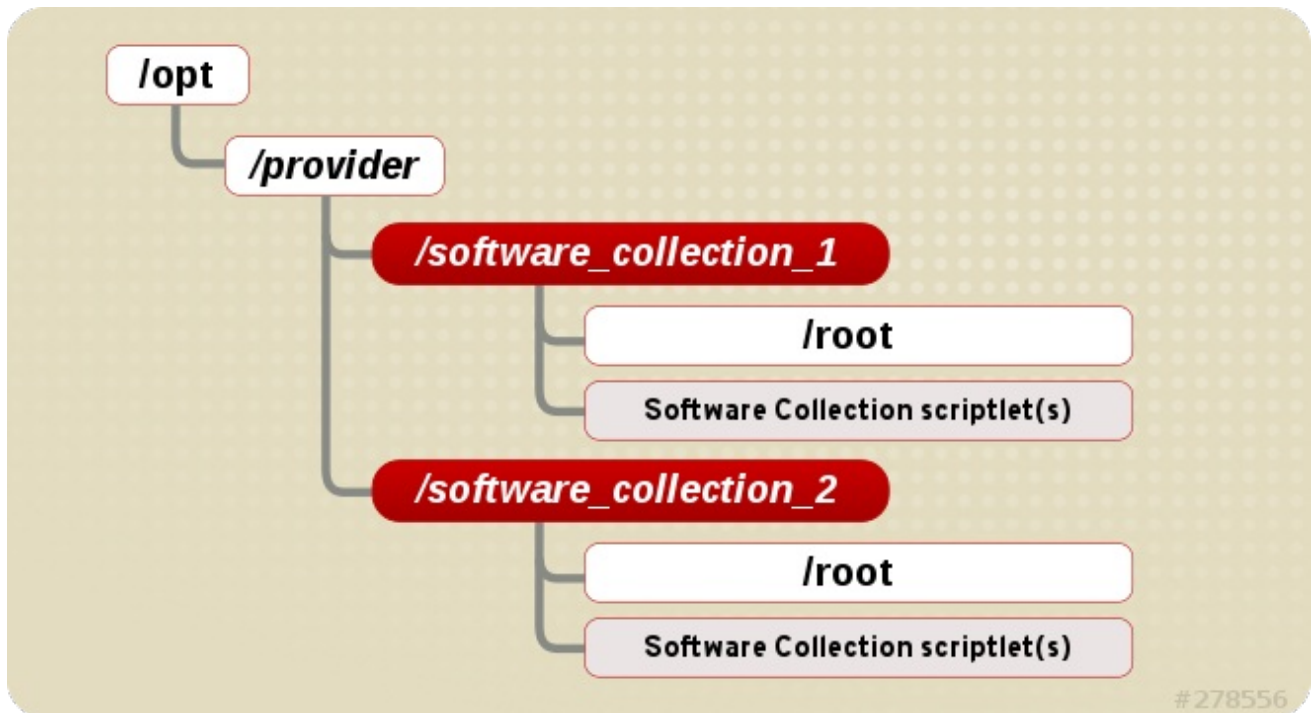 /opt
/provider
/software_collection_1
/root
Software Collection scriptlet(s)
/software_collection_2
/root
Software Collection scriptlet(s)
#278556